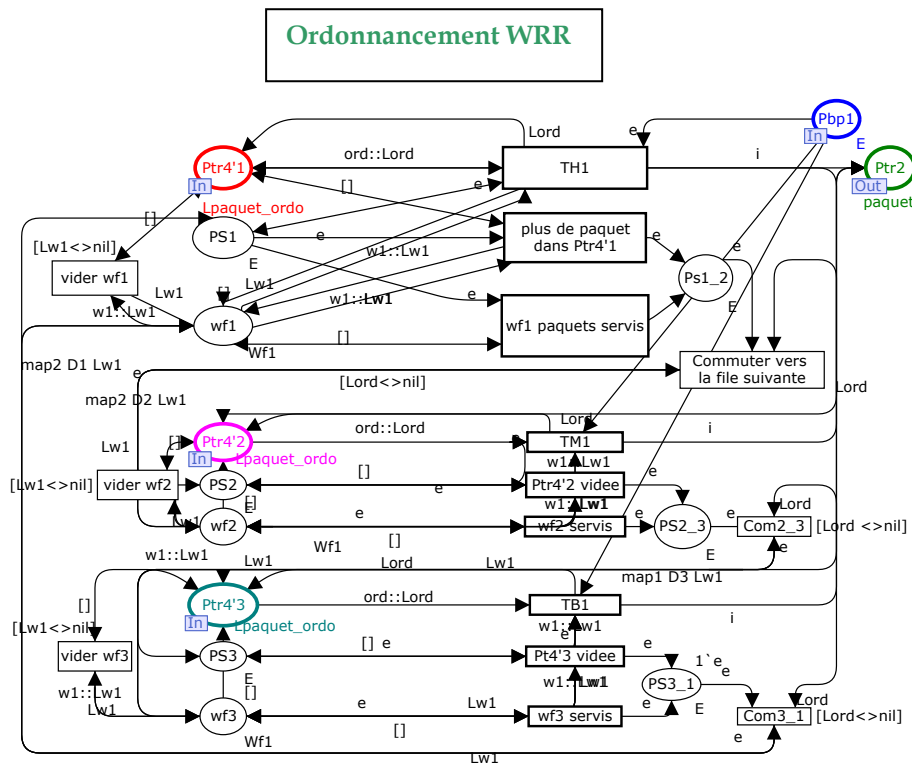 Ordonnancement WRR
Pbp1
In
E
Lord
e
Ptr4'1
In
ord::Lord
TH1
i
Ptr2
Out
paquet
[]
e
Lpaquet_ordo
[]
PS1
e
plus de paquet
dans Ptr4'1
e
e
[Lw1<>nil]
E
w1::Lw1
Ps1_2
vider wf1
Lw1
[]
w1::Lw1
e
E
w1::Lw1
wf1
[]
wf1 paquets servis
Wf1
map2 D1 Lw1
e
[Lord<>nil]
Commuter vers
la file suivante
Lord
map2 D2 Lw1
Lord
Lw1
[]
Ptr4'2
In
ord::Lord
TM1
i
Lpaquet_ordo
w1::Lw1
[Lw1<>nil]
vider wf2
PS2
[]
e
Ptr4'2 videe
e
[]
E
w1::Lw1
Lord
Lw1
wf2
e
wf2 servis
e
PS2_3
e
Com2_3
[Lord <>nil]
Wf1
[]
E
e
w1::Lw1
Lw1
Lord
Lw1
map1 D3 Lw1
[]
Ptr4'3
In
ord::Lord
TB1
i
[Lw1<>nil]
Lpaquet_ordo
w1::Lw1
e
vider wf3
PS3
[]
e
Pt4'3 videe
e
1`e
e
E
[]
w1::Lw1
PS3_1
w1::Lw1
Lw1
wf3
e
Lw1
wf3 servis
e
E
Lord
Com3_1
[Lord<>nil]
Wf1
[]
e
Lw1